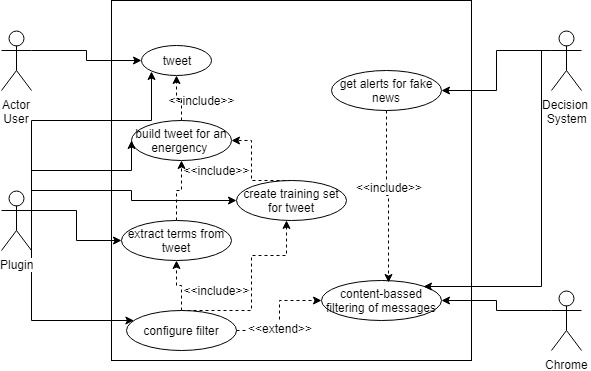 tweet
Actor
User
get alerts for fake
news
Decision
System
<<include>>
build tweet for an
energency
<<include>>
<<include>>
create training set
for tweet
extract terms from
tweet
Plugin
<<include>>
content-bassed
filtering of messages
configure filter
<<extend>>
Chrome